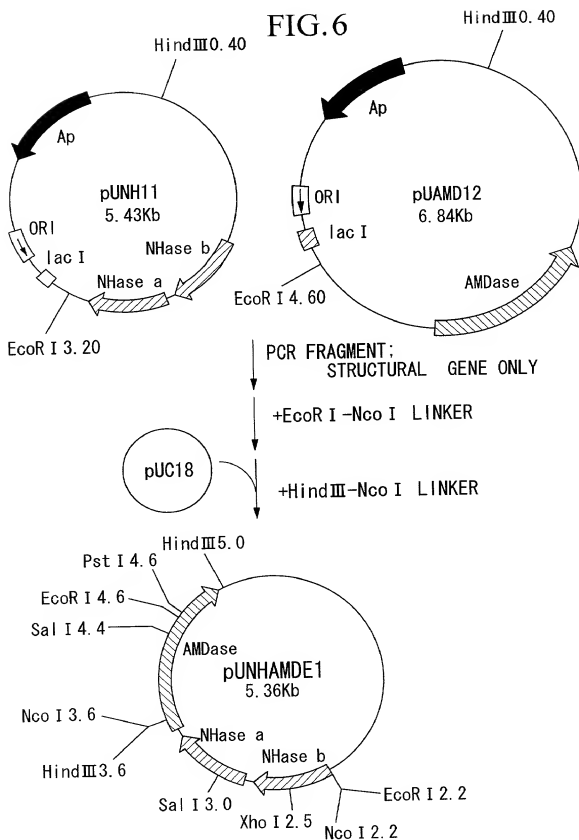 FIG.6
HindⅢ0.40
Ap
pUNH11
5.43Kb
ORI
lac I
NHase b
NHase a
EcoR I 3.20
HindⅢ0.40
Ap
ORI
pUAMD12
6.84Kb
lac I
AMDase
EcoR I 4.60
PCR FRAGMENT;
STRUCTURAL GENE ONLY
+EcoR I-Nco I LINKER
pUC18
+HindⅢ-Nco I LINKER
HindⅢ5.0
Pst I 4.6
EcoR I 4.6
Sal I 4.4
AMDase
pUNHAMDE1
5.36Kb
Nco I 3.6
NHase a
HindⅢ3.6
NHase b
Sal I 3.0
EcoR I 2.2
Xho I 2.5
Nco I 2.2